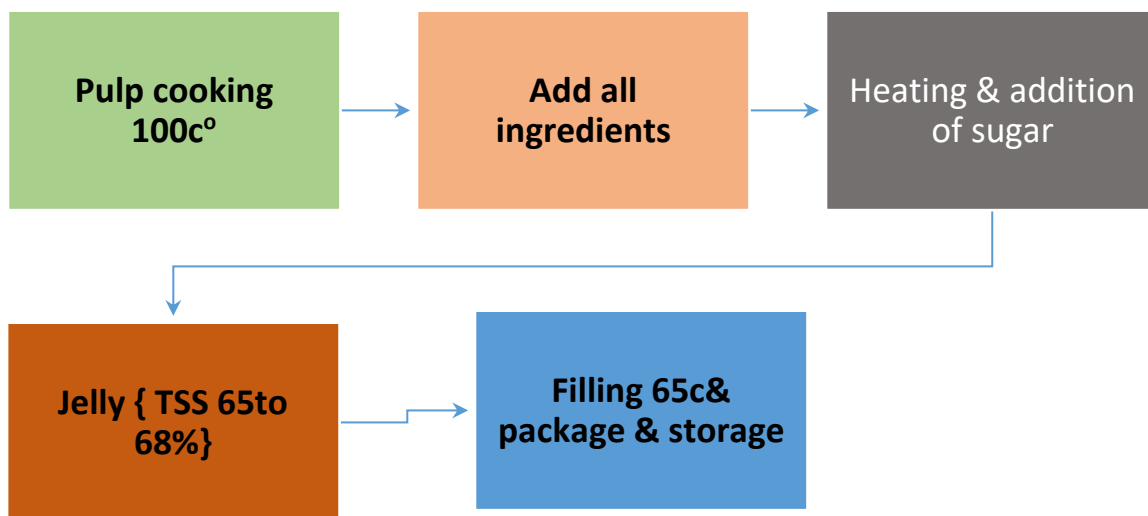 Pulp cooking
100cº
Add all
ingredients
Heating & addition
of sugar
Jelly { TSS 65to
68%}
Filling 65c&
package & storage